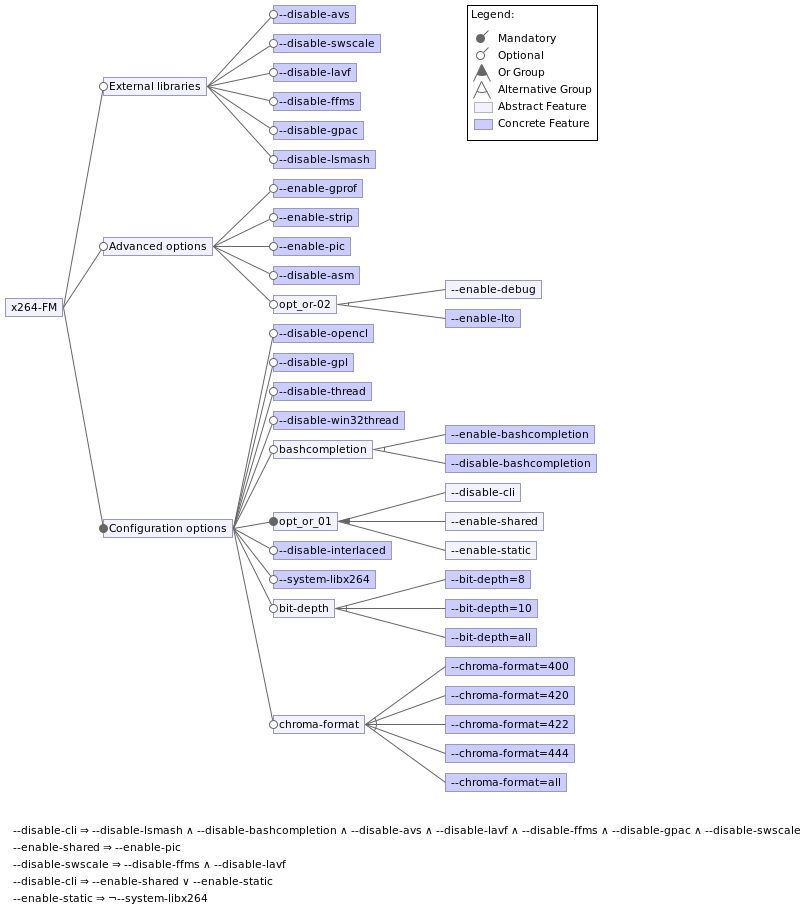 --disable-avs
--disable-swscale
--disable-lavf
--disable-ffms
--disable-gpac
--disable-lsmash
External libraries
Legend:
Mandatory
Optional
Or Group
Alternative Group
Abstract Feature
Concrete Feature
--enable-gprof
--enable-strip
--enable-pic
--disable-asm
opt_or-02
Advanced options
--enable-debug
--enable-lto
x264-FM
--disable-opencl
--disable-gpl
--disable-thread
--disable-win32thread
bashcompletion
--enable-bashcompletion
--disable-bashcompletion
Configuration options
opt_or_01
--disable-cli
--enable-shared
--enable-static
--disable-interlaced
--system-libx264
bit-depth
--bit-depth=8
--bit-depth=10
--bit-depth=all
chroma-format
--chroma-format=400
--chroma-format=420
--chroma-format=422
--chroma-format=444
--chroma-format=all
--disable-cli ⇒ --disable-lsmash ∧ --disable-bashcompletion ∧ --disable-avs ∧ --disable-lavf ∧ --disable-ffms ∧ --disable-gpac ∧ --disable-swscale
--enable-shared ⇒ --enable-pic
--disable-swscale ⇒ --disable-ffms ∧ --disable-lavf
--disable-cli ⇒ --enable-shared ∨ --enable-static
--enable-static ⇒ ¬--system-libx264